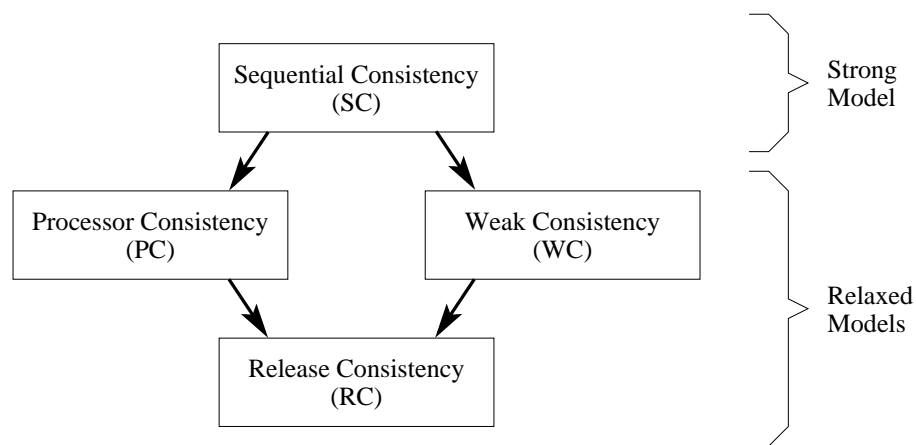 Sequential Consistency
(SC)
Strong
Model
Processor Consistency
(PC)
Weak Consistency
(WC)
Relaxed
Models
Release Consistency
(RC)